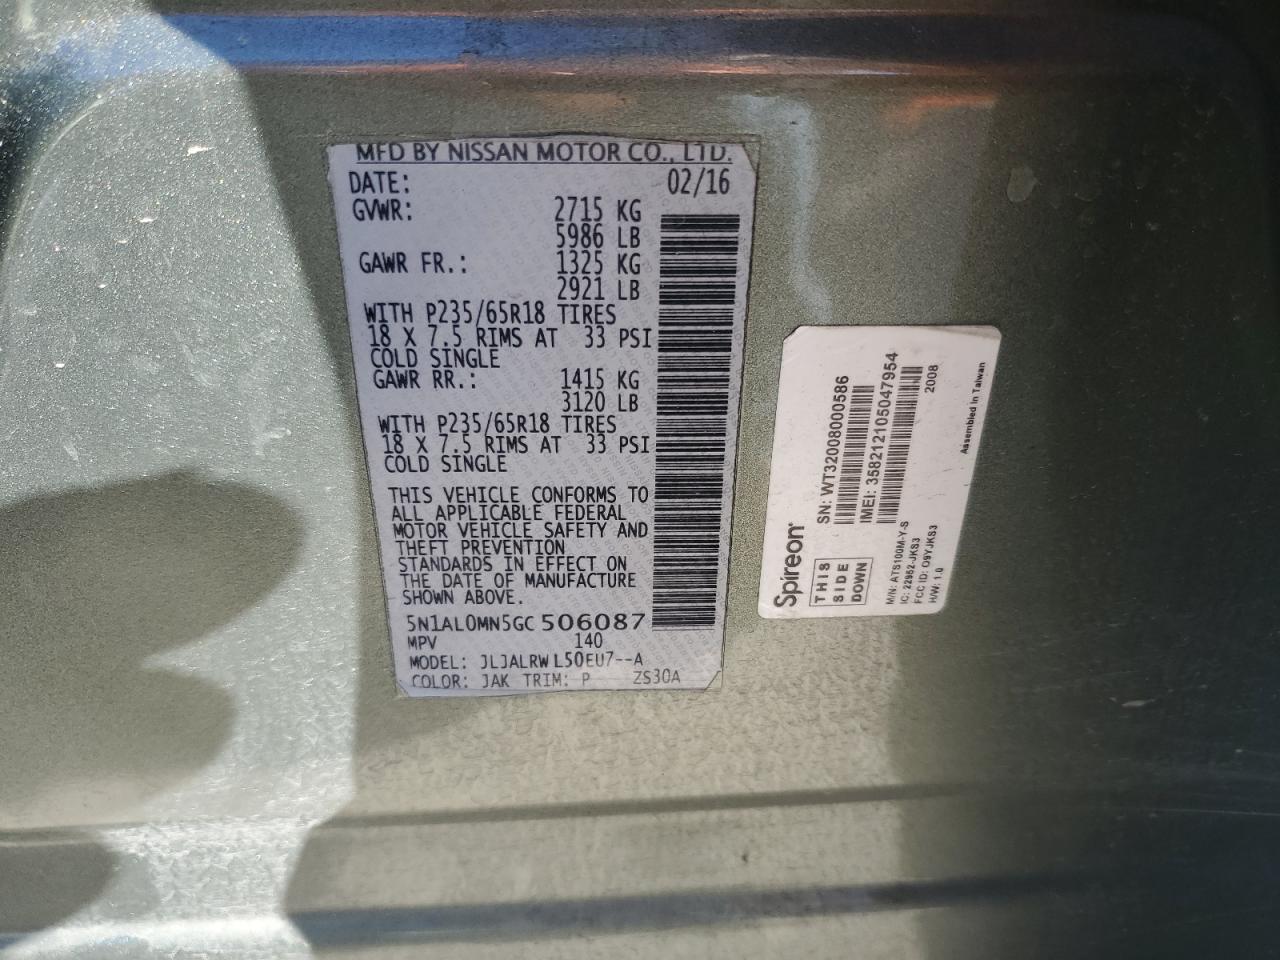 MFD BY NISSAN MOTOR CO., LTD.
DATE: 02/16
GVWR: 2715 KG
5986 LB
GAWR FR.: 1325 KG
2921 LB
WITH P235/65R18 TIRES
18 X 7.5 RIMS AT 33 PSI
COLD SINGLE
GAWR RR.: 1415 KG
3120 LB
WITH P235/65R18 TIRES
18 X 7.5 RIMS AT 33 PSI
COLD SINGLE
THIS VEHICLE CONFORMS TO
ALL APPLICABLE FEDERAL
MOTOR VEHICLE SAFETY AND
THEFT PREVENTION
STANDARDS IN EFFECT ON
THE DATE OF MANUFACTURE
SHOWN ABOVE.
5N1AL0MN5GC 506087
MPV 140
MODEL: JLJALRW L50EU7--A
COLOR: JAK TRIM: P ZS30A
Spireon
THIS
SIDE
DOWN
SN: WT32008000586
IMEI: 358212105047954
M/N: ATS100M-Y-S
IC: 22952-JKS3
FCC ID: O9YJKS3
H/W: 1.0
2008
Assembled in Taiwan